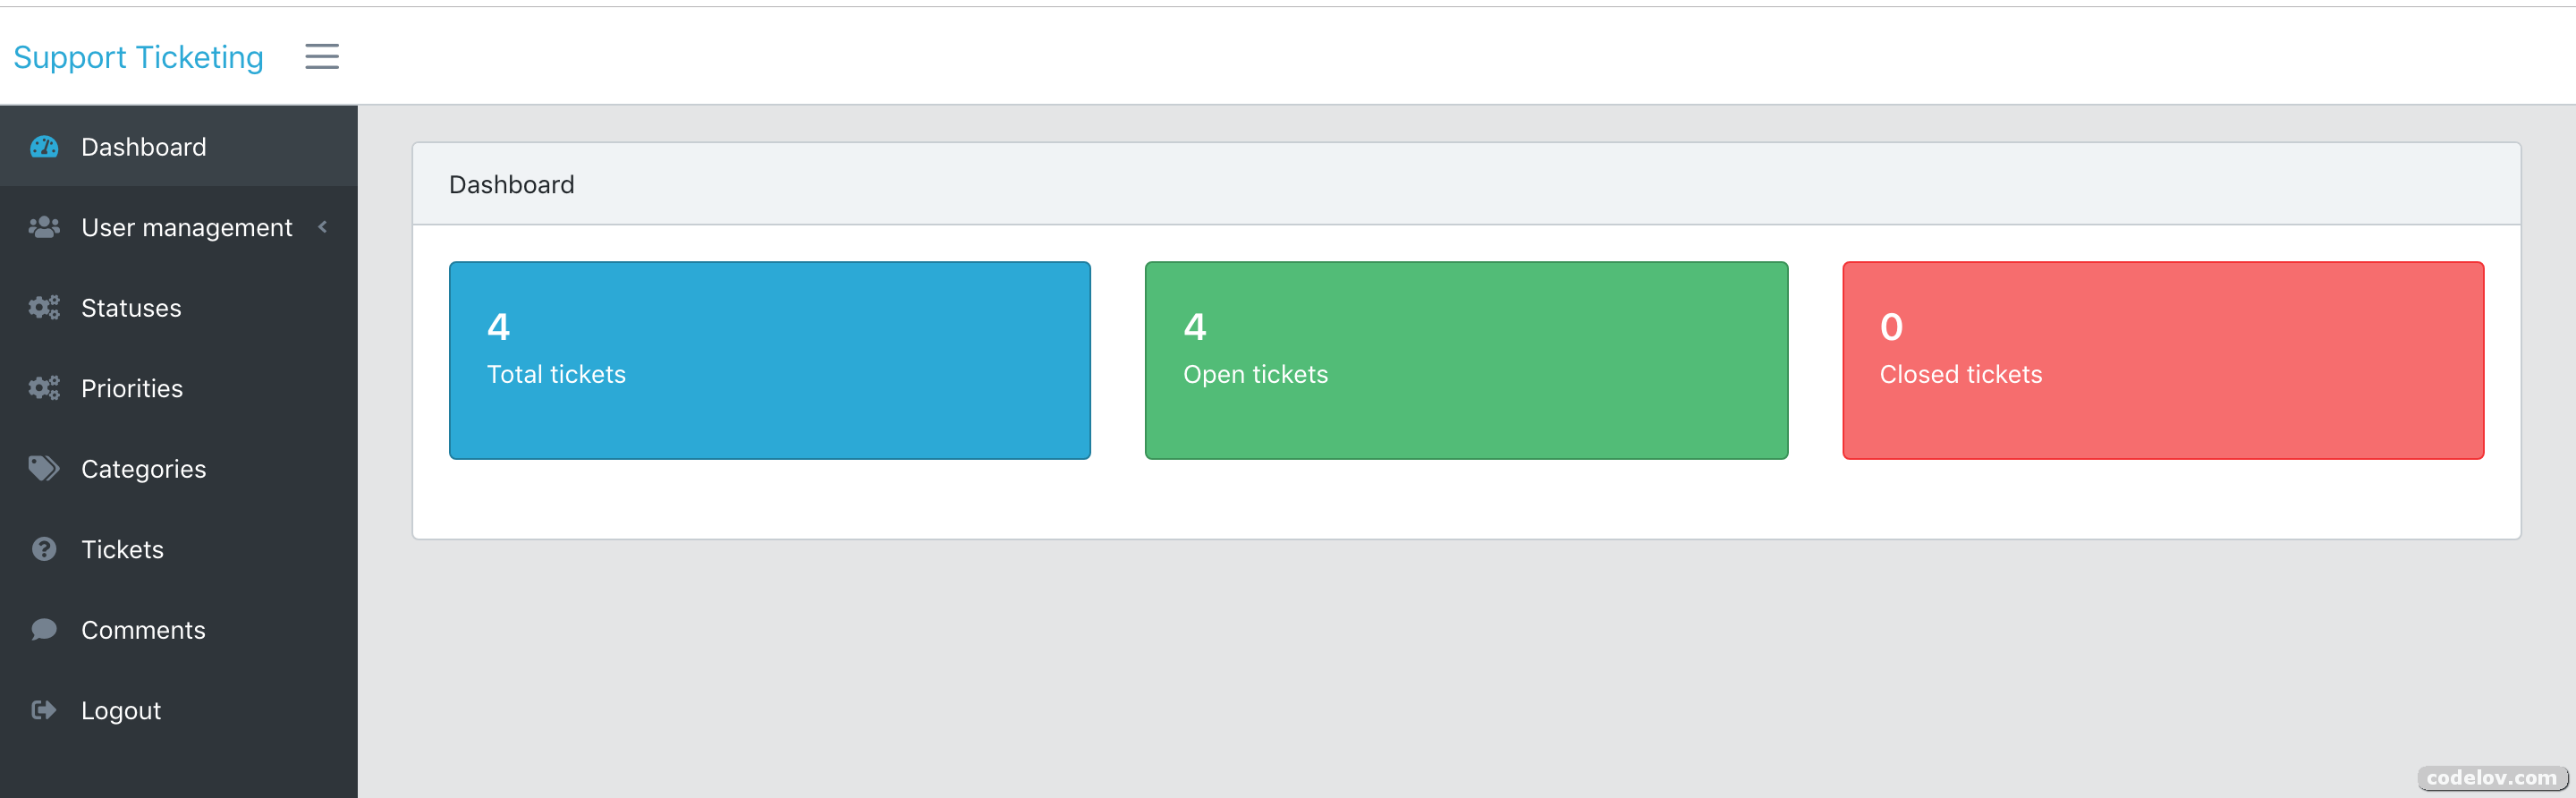 Support Ticketing
Dashboard
User management
Statuses
Priorities
Categories
Tickets
Comments
Logout
Dashboard
4
Total tickets
4
Open tickets
0
Closed tickets
codelov.com